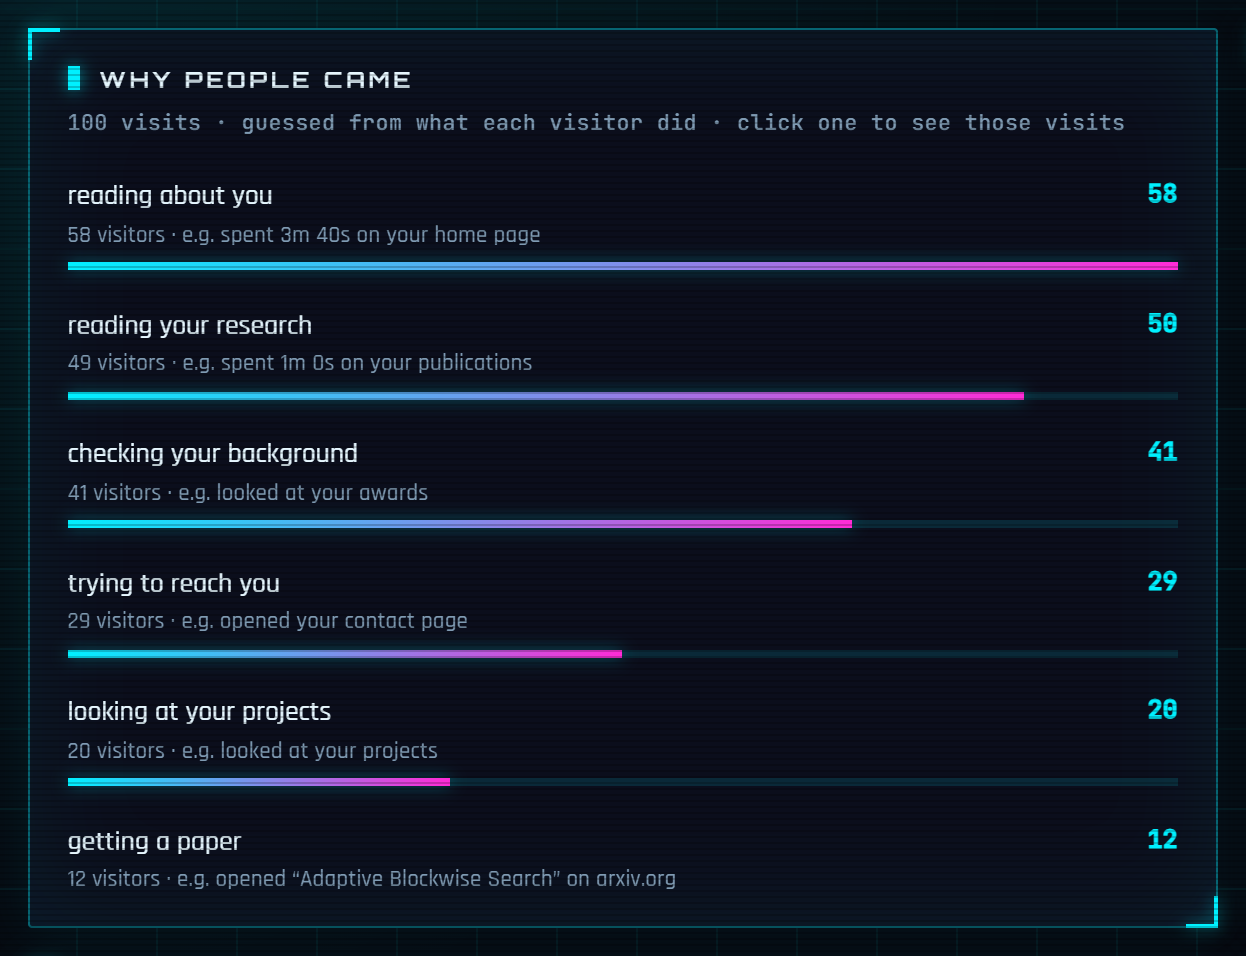 WHY PEOPLE CAME
100 visits · guessed from what each visitor did · click one to see those visits
reading about you 58
58 visitors · e.g. spent 3m 40s on your home page
reading your research 50
49 visitors · e.g. spent 1m 0s on your publications
checking your background 41
41 visitors · e.g. looked at your awards
trying to reach you 29
29 visitors · e.g. opened your contact page
looking at your projects 20
20 visitors · e.g. looked at your projects
getting a paper 12
12 visitors · e.g. opened “Adaptive Blockwise Search” on arxiv.org